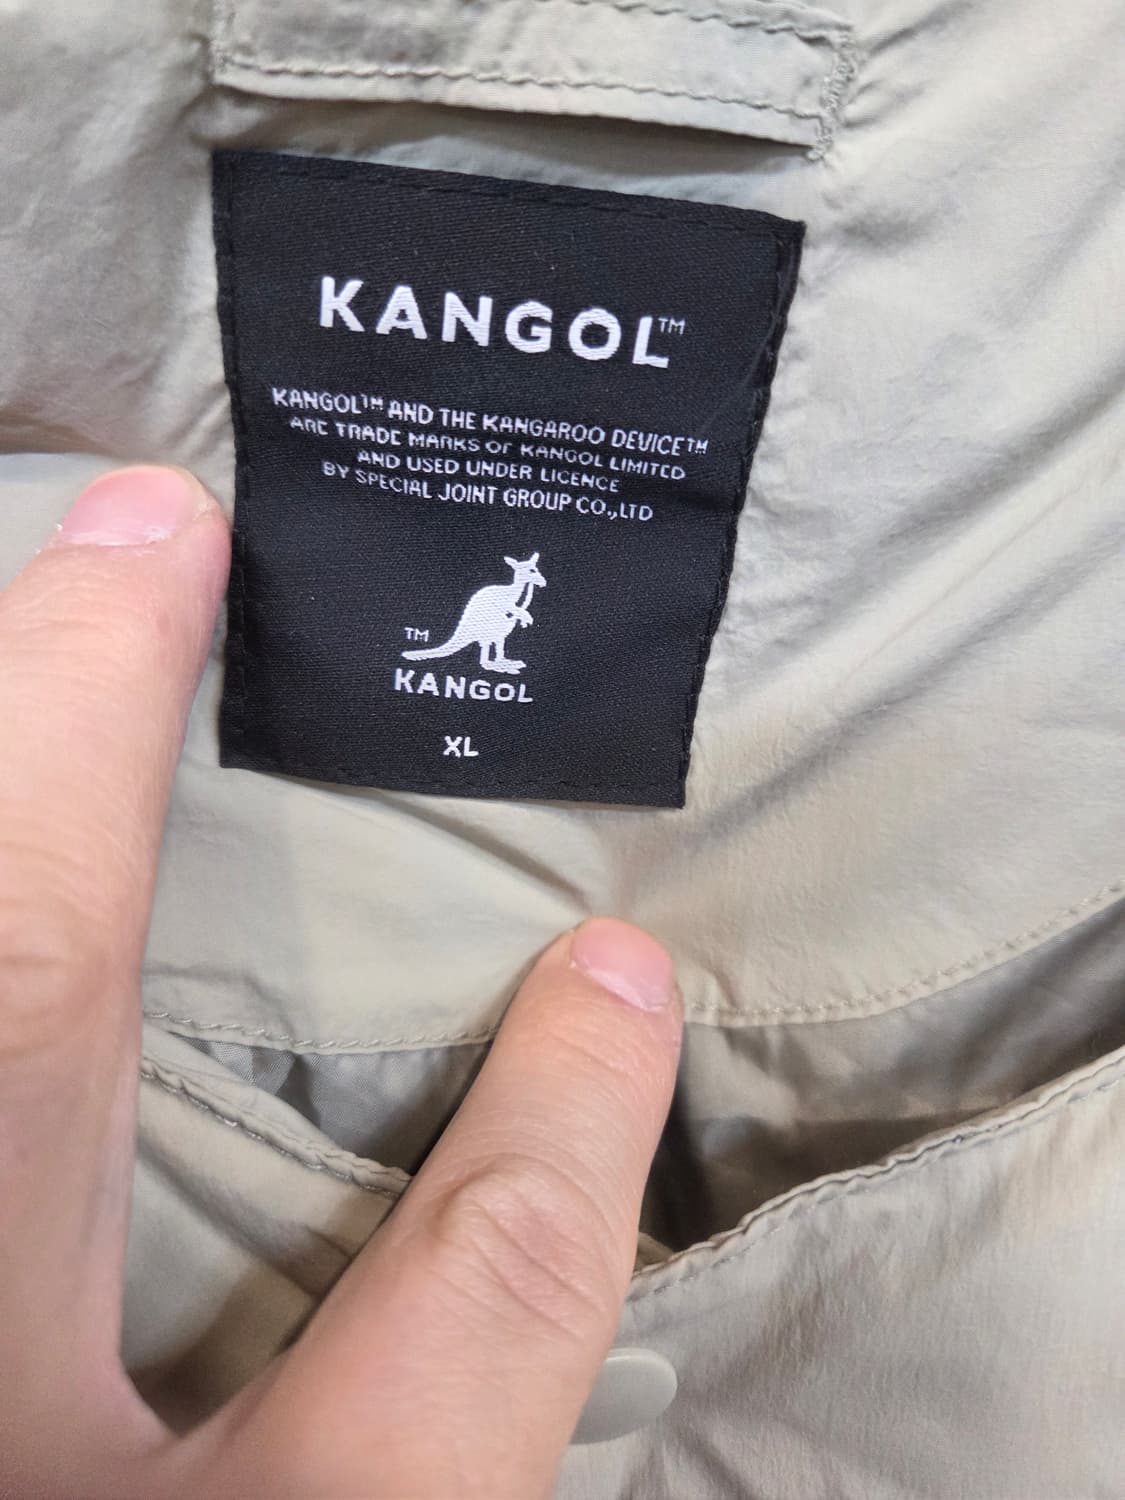 KANGOL™
KANGOL™ AND THE KANGAROO DEVICE™
ARE TRADE MARKS OF KANGOL LIMITED
AND USED UNDER LICENCE
BY SPECIAL JOINT GROUP CO.,LTD
™
KANGOL
XL